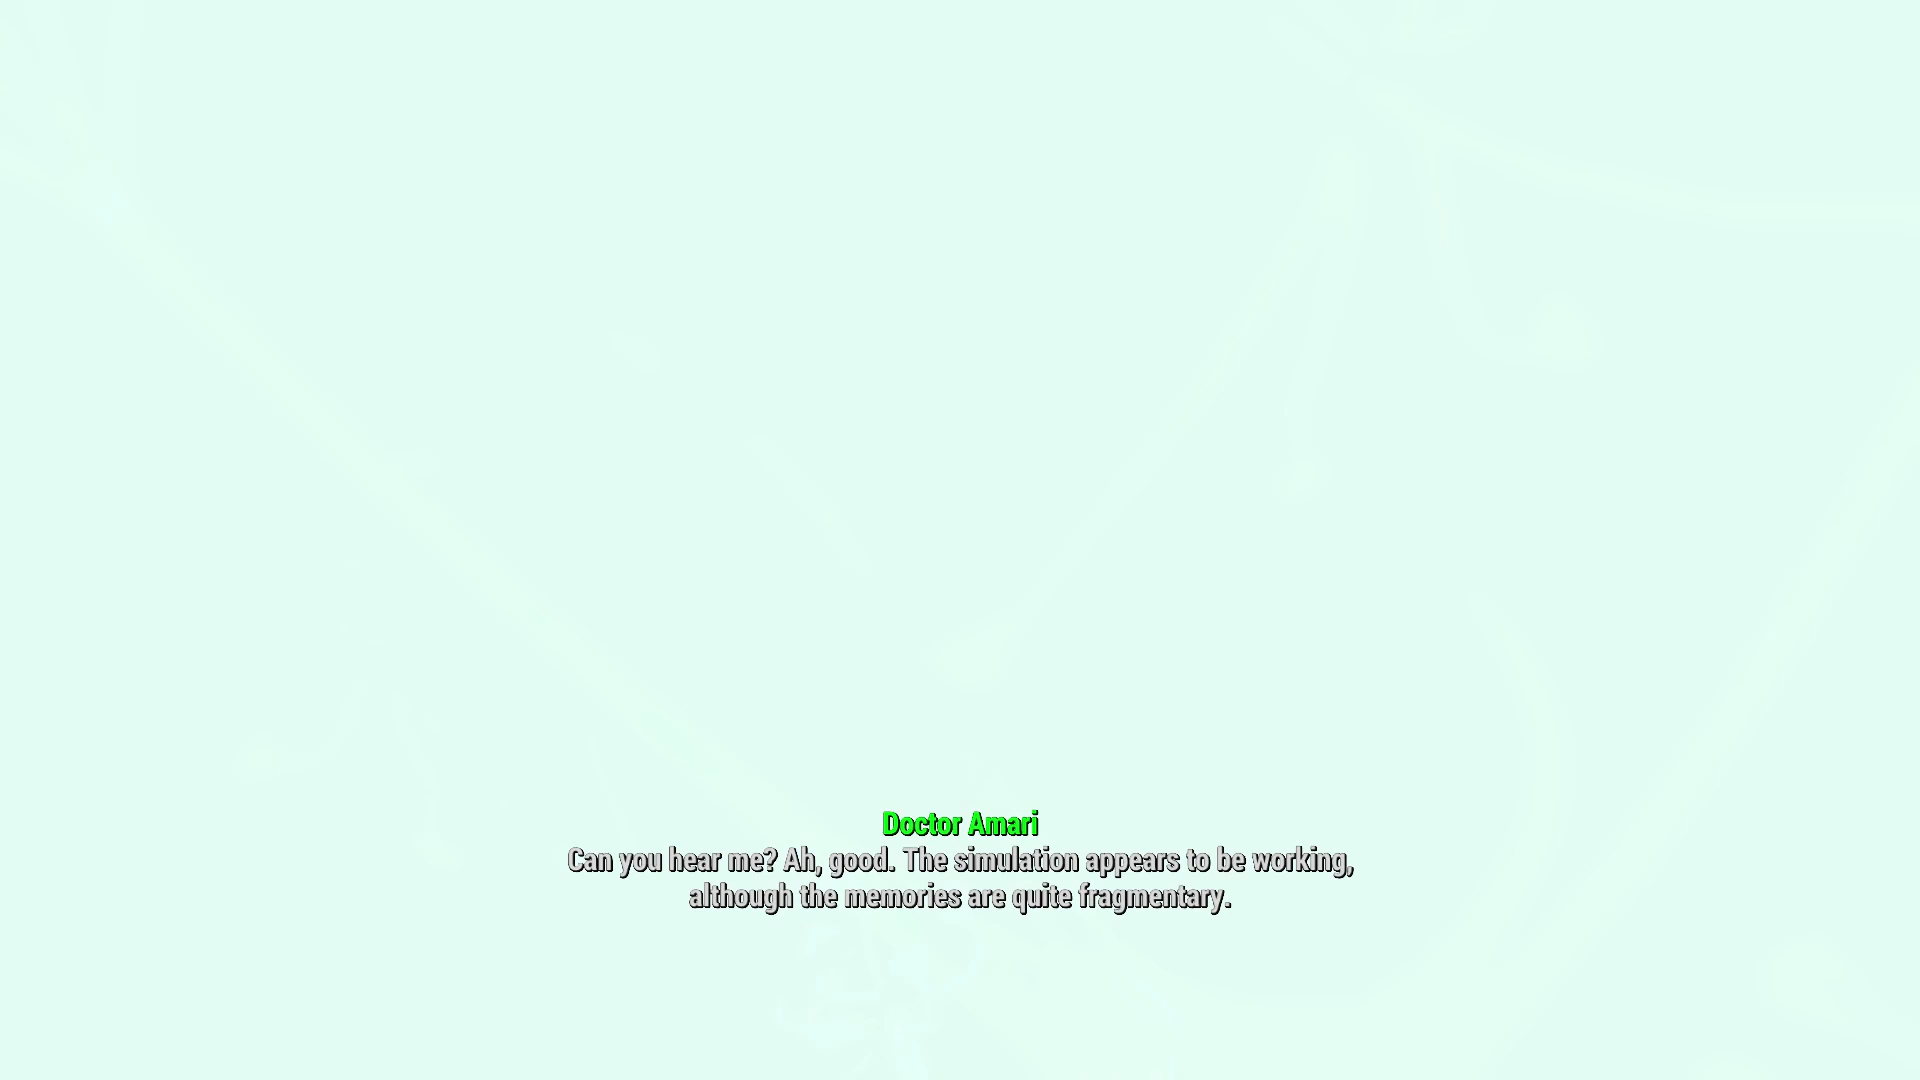 Doctor Amari
Can you hear me? Ah, good. The simulation appears to be working,
although the memories are quite fragmentary.